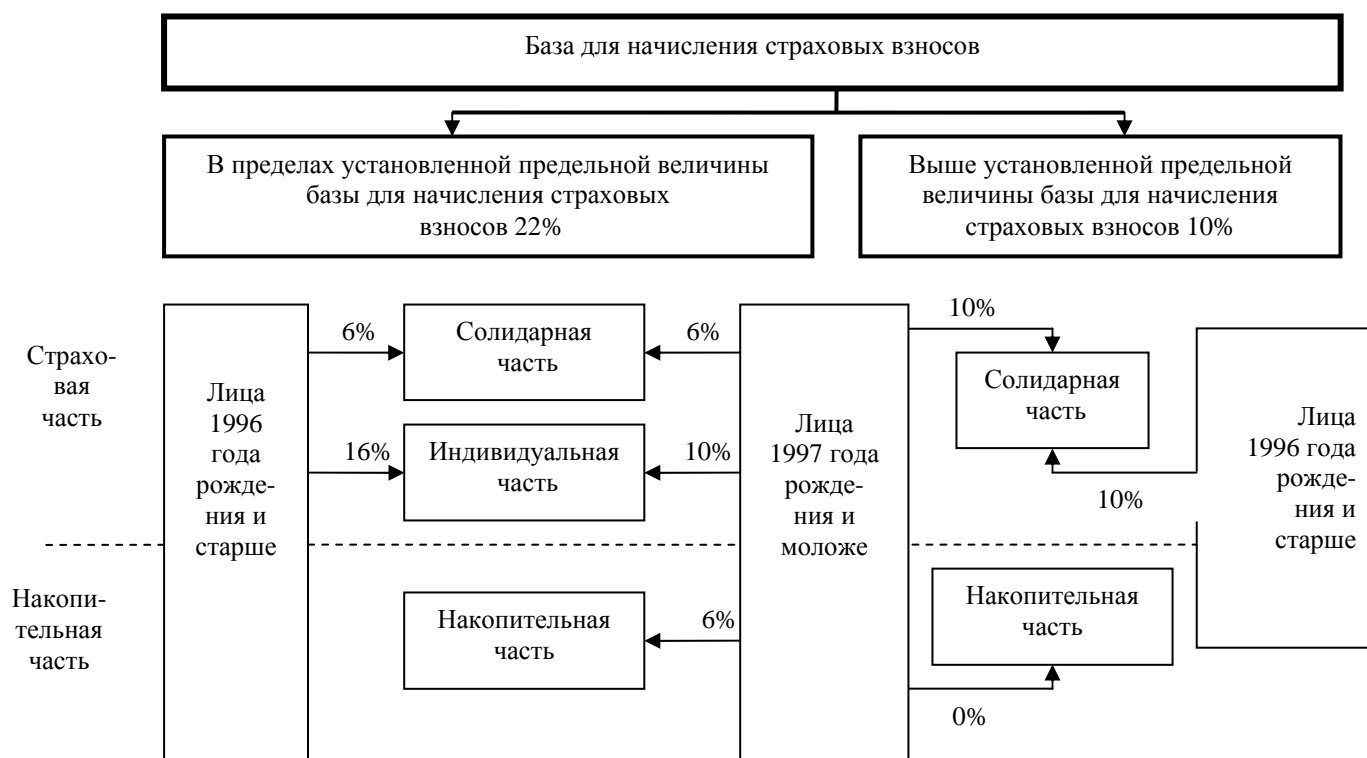 База для начисления страховых взносов
В пределах установленной предельной величины
базы для начисления страховых
взносов 22%
Выше установленной предельной
величины базы для начисления
страховых взносов 10%
Страхо-
вая
часть
Лица
1996
года
рожде-
ния и
старше
6%
Солидарная
часть
6%
16%
Индивидуальная
часть
10%
Лица
1997 года
рожде-
ния и
моложе
10%
Солидарная
часть
10%
Лица
1996 года
рожде-
ния и
старше
Накопи-
тельная
часть
Накопительная
часть
6%
Накопительная
часть
0%